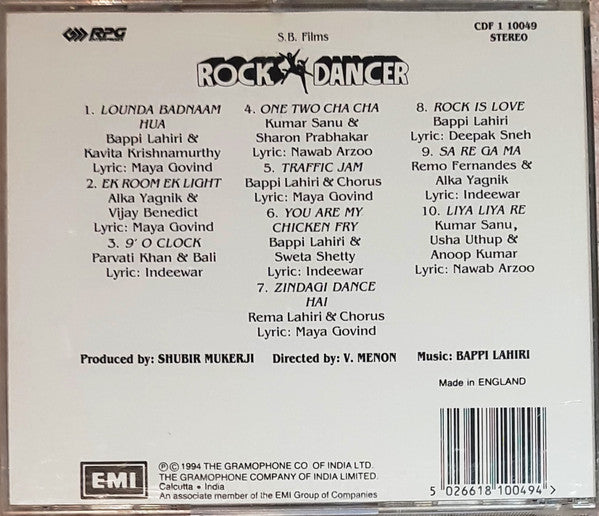 RPG
ENTERPRISES
S.B. Films
CDF 1 10049
STEREO
ROCK DANCER
1. LOUNDA BADNAAM
HUA
Bappi Lahiri &
Kavita Krishnamurthy
Lyric: Maya Govind
2. EK ROOM EK LIGHT
Alka Yagnik &
Vijay Benedict
Lyric: Maya Govind
3. 9' O CLOCK
Parvati Khan & Bali
Lyric: Indeewar
4. ONE TWO CHA CHA
Kumar Sanu &
Sharon Prabhakar
Lyric: Nawab Arzoo
5. TRAFFIC JAM
Bappi Lahiri & Chorus
Lyric: Maya Govind
6. YOU ARE MY
CHICKEN FRY
Bappi Lahiri &
Sweta Shetty
Lyric: Indeewar
7. ZINDAGI DANCE
HAI
Rema Lahiri & Chorus
Lyric: Maya Govind
8. ROCK IS LOVE
Bappi Lahiri
Lyric: Deepak Sneh
9. SA RE GA MA
Remo Fernandes &
Alka Yagnik
Lyric: Indeewar
10. LIYA LIYA RE
Kumar Sanu,
Usha Uthup &
Anoop Kumar
Lyric: Nawab Arzoo
Produced by: SHUBIR MUKERJI Directed by: V. MENON Music: BAPPI LAHIRI
Made in ENGLAND
EMI
℗ © 1994 THE GRAMOPHONE CO OF INDIA LTD.
THE GRAMOPHONE COMPANY OF INDIA LIMITED.
Calcutta • India
An associate member of the EMI Group of Companies
5 026618 100494 >